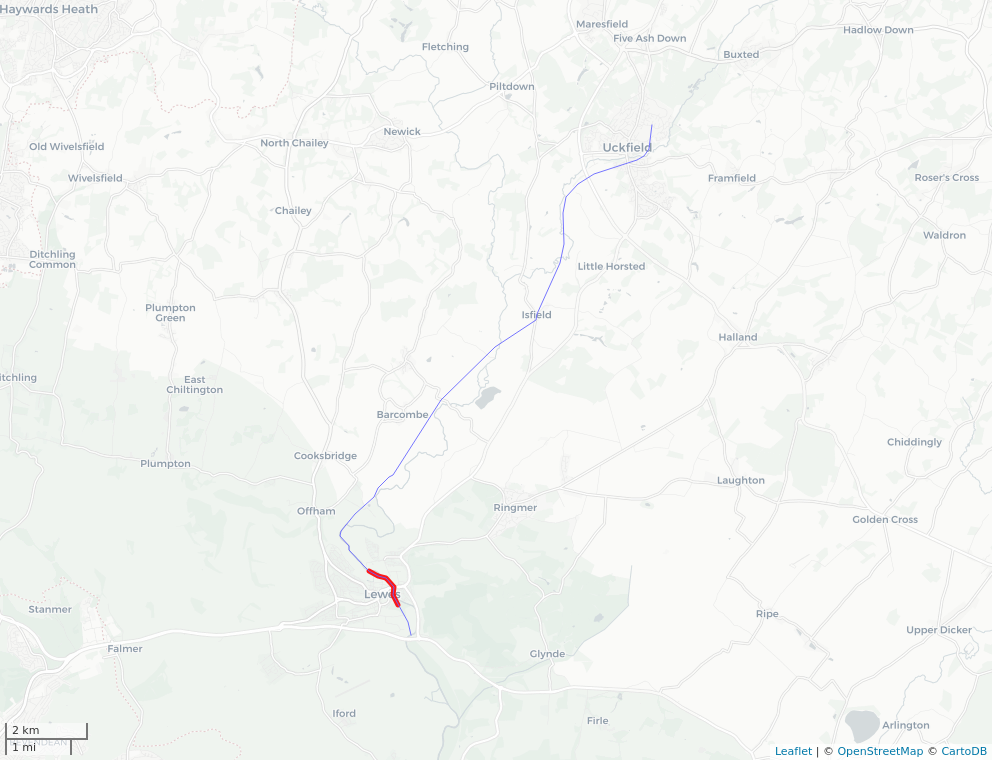 Haywards Heath
Maresfield
Five Ash Down
Hadlow Down
Fletching
Buxted
Piltdown
Newick
North Chailey
Old Wivelsfield
Uckfield
Wivelsfield
Framfield
Roser's Cross
Chailey
Waldron
Ditchling
Common
Little Horsted
Plumpton
Green
Isfield
Halland
itchling
East
Chiltington
Barcombe
Chiddingly
Cooksbridge
Plumpton
Laughton
Offham
Ringmer
Golden Cross
Lewes
Stanmer
Ripe
Upper Dicker
Falmer
Glynde
Iford
Firle
Arlington
2 km
1 mi
Leaflet | © OpenStreetMap © CartoDB